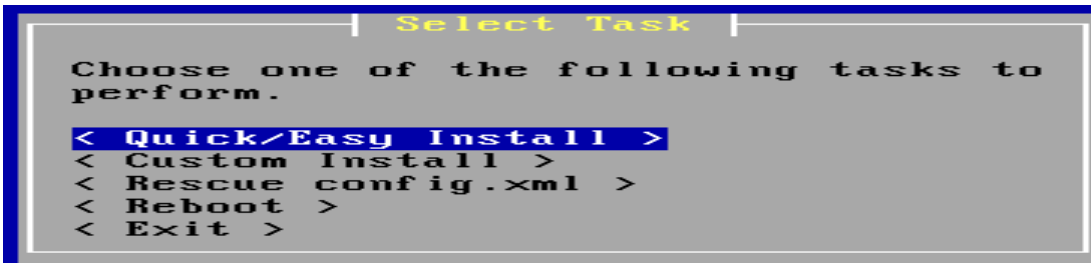 Select Task
Choose one of the following tasks to
perform.
< Quick/Easy Install >
< Custom Install >
< Rescue config.xml >
< Reboot >
< Exit >